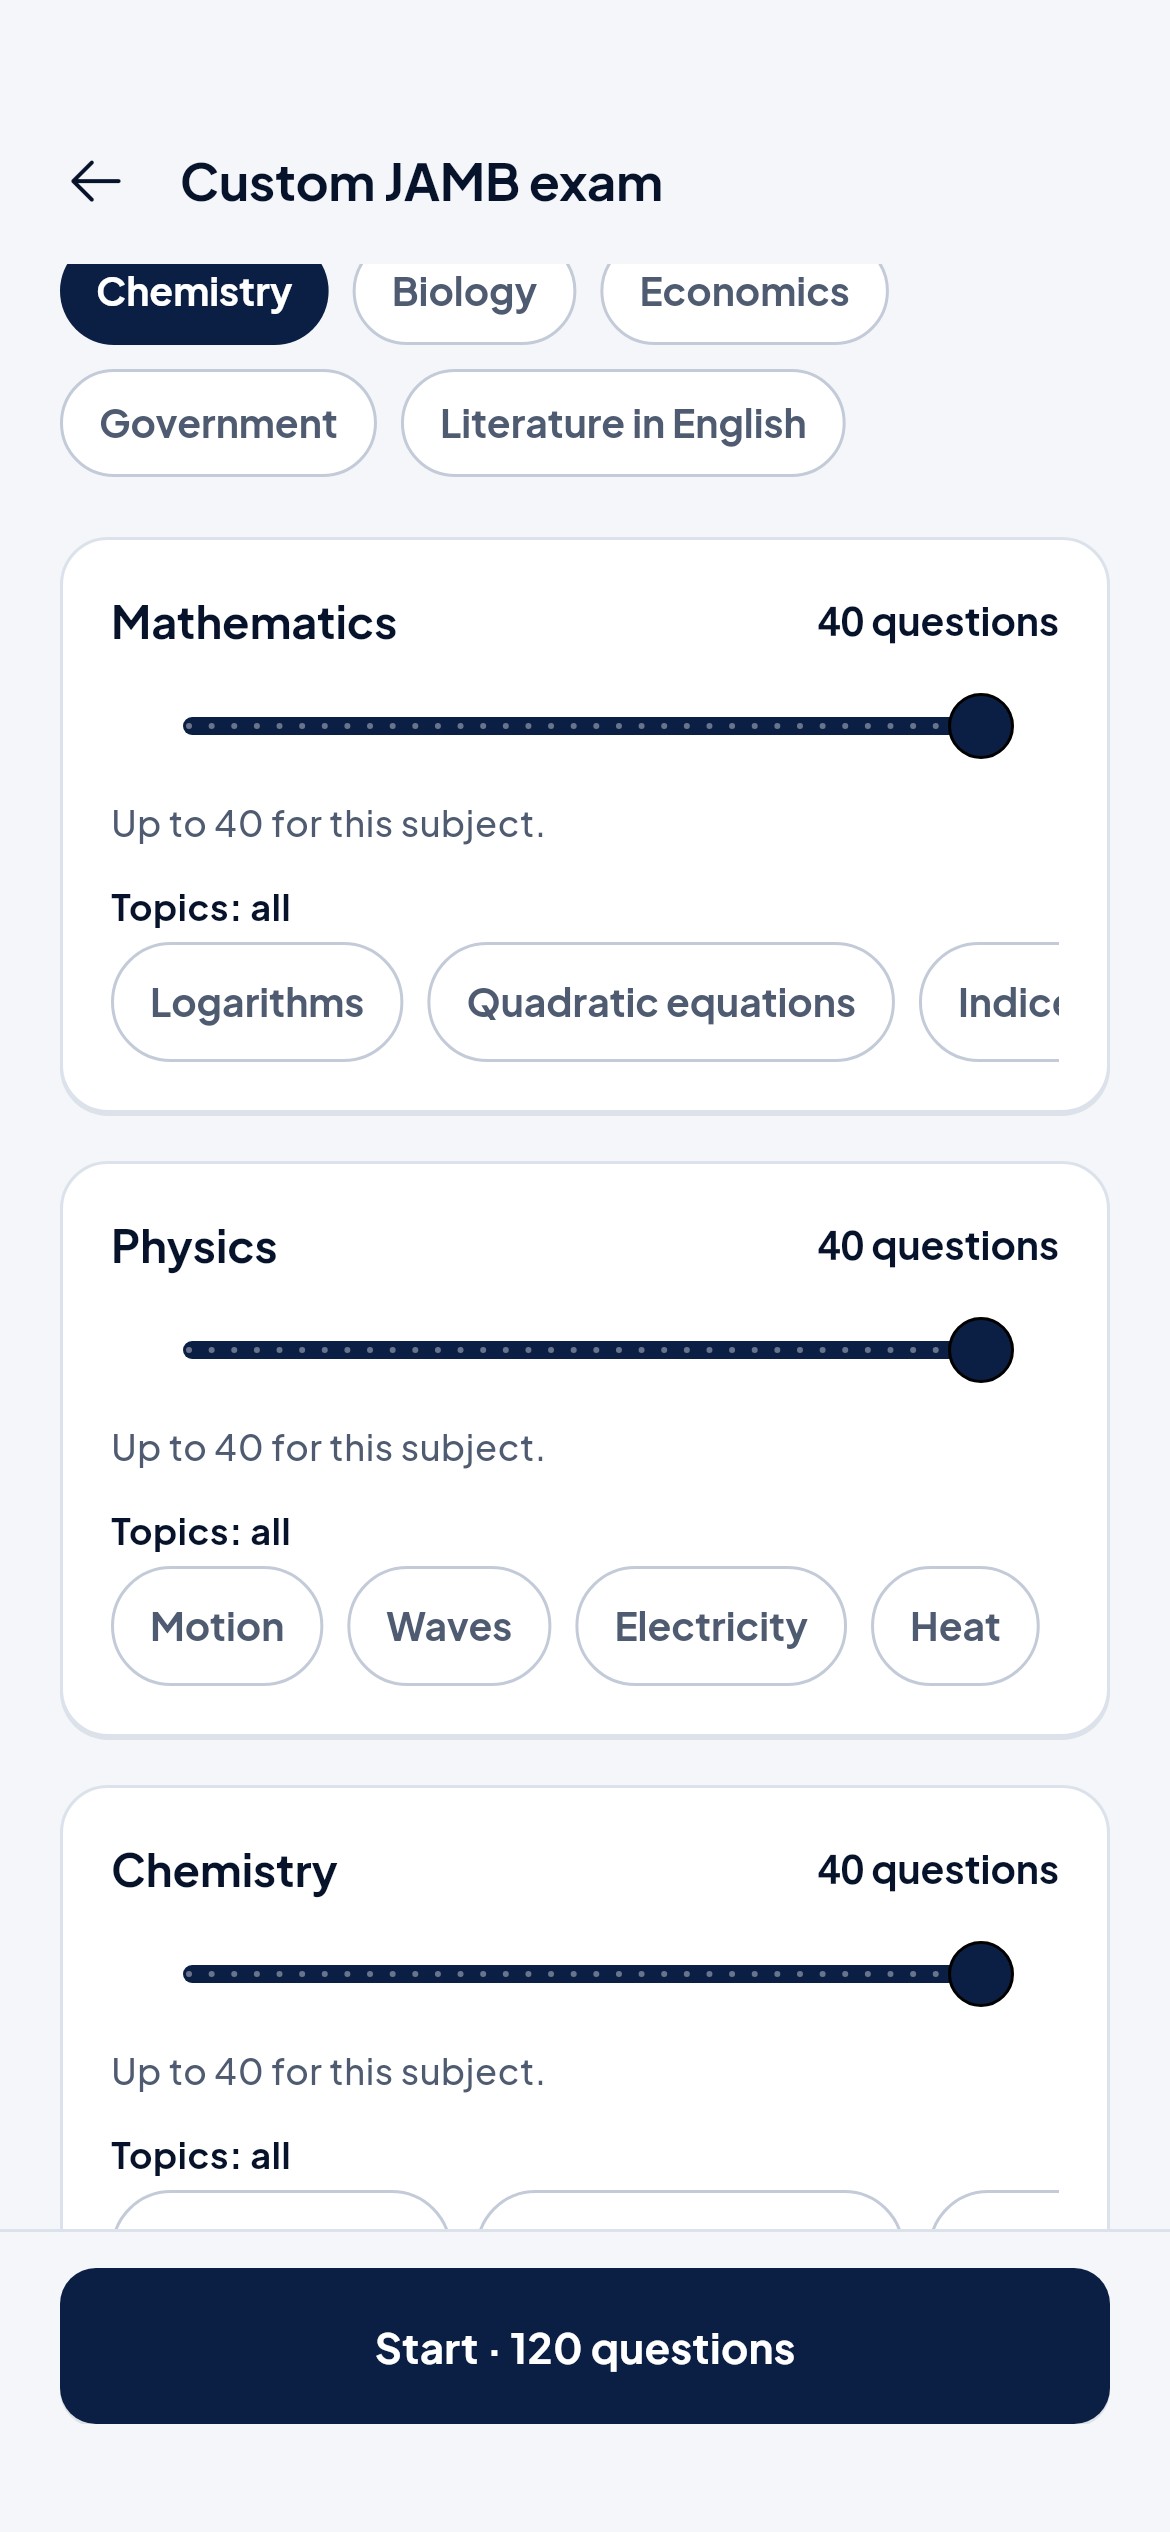 Custom JAMB exam
Chemistry Biology Economics
Government Literature in English
Mathematics 40 questions
Up to 40 for this subject.
Topics: all
Logarithms Quadratic equations
Physics 40 questions
Up to 40 for this subject.
Topics: all
Motion Waves Electricity Heat
Chemistry 40 questions
Up to 40 for this subject.
Topics: all
Start · 120 questions